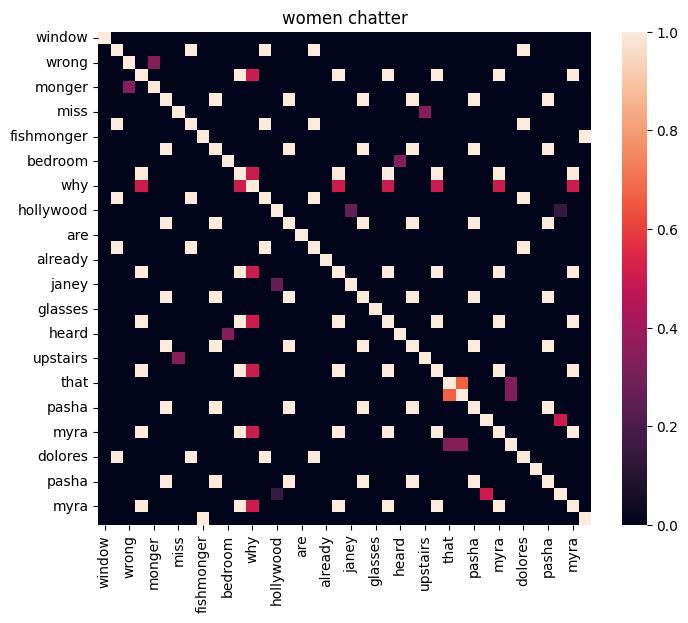 women chatter
window
wrong
monger
miss
fishmonger
bedroom
why
hollywood
are
already
janey
glasses
heard
upstairs
that
pasha
myra
dolores
pasha
myra
window
wrong
monger
miss
fishmonger
bedroom
why
hollywood
are
already
janey
glasses
heard
upstairs
that
pasha
myra
dolores
pasha
myra
1.0
0.8
0.6
0.4
0.2
0.0